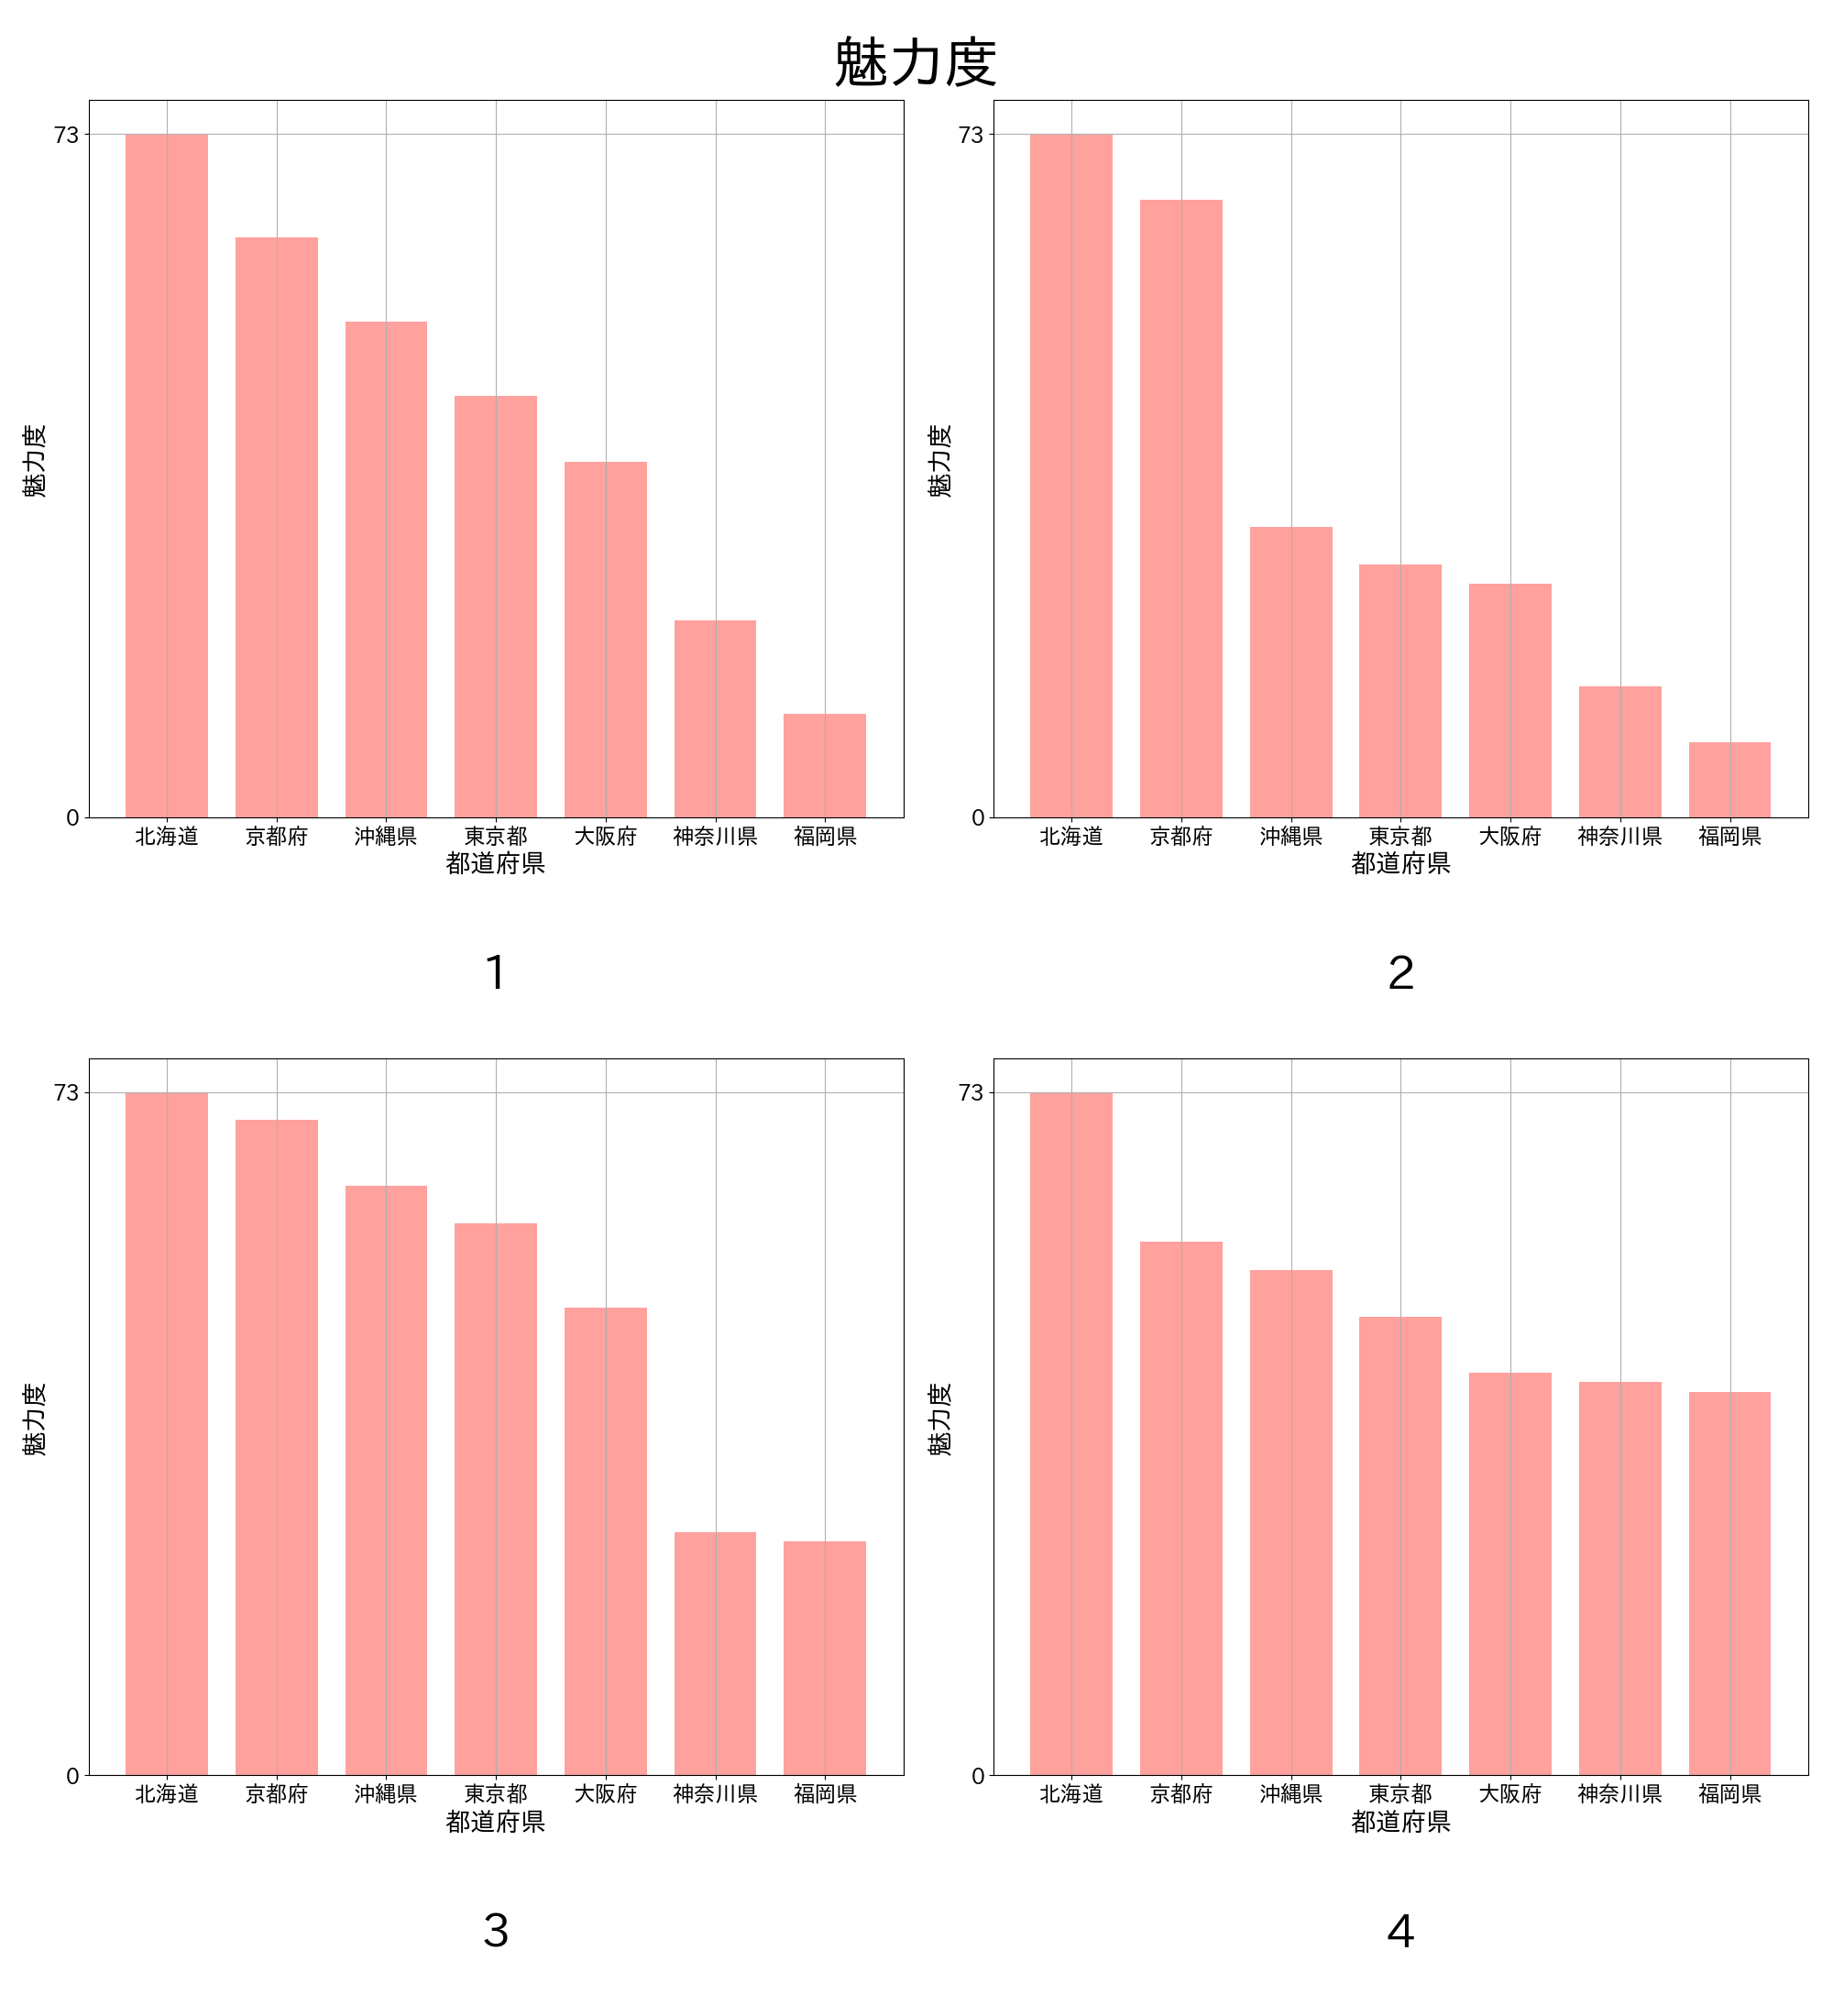 魅力度
73
0
魅力度
北海道 京都府 沖縄県 東京都 大阪府 神奈川県 福岡県
都道府県
1
73
0
魅力度
北海道 京都府 沖縄県 東京都 大阪府 神奈川県 福岡県
都道府県
2
73
0
魅力度
北海道 京都府 沖縄県 東京都 大阪府 神奈川県 福岡県
都道府県
3
73
0
魅力度
北海道 京都府 沖縄県 東京都 大阪府 神奈川県 福岡県
都道府県
4